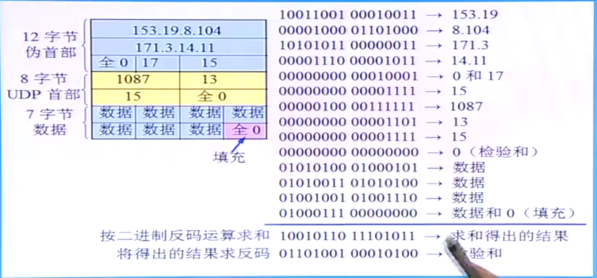 12 字节
伪首部
8 字节
UDP 首部
7 字节
数据
153.19.8.104
171.3.14.11
全 0 17 15
1087 13
15 全 0
数据 数据 数据 数据
数据 数据 数据 全 0
填充
10011001 00010011 → 153.19
00001000 01101000 → 8.104
10101011 00000011 → 171.3
00001110 00001011 → 14.11
00000000 00010001 → 0 和 17
00000000 00001111 → 15
00000100 00111111 → 1087
00000000 00001101 → 13
00000000 00001111 → 15
00000000 00000000 → 0（检验和）
01010100 01000101 → 数据
01010011 01010100 → 数据
01001001 01001110 → 数据
01000111 00000000 → 数据和 0（填充）
按二进制反码运算求和 10010110 11101011 → 求和得出的结果
将得出的结果求反码 01101001 00010100 → 验和